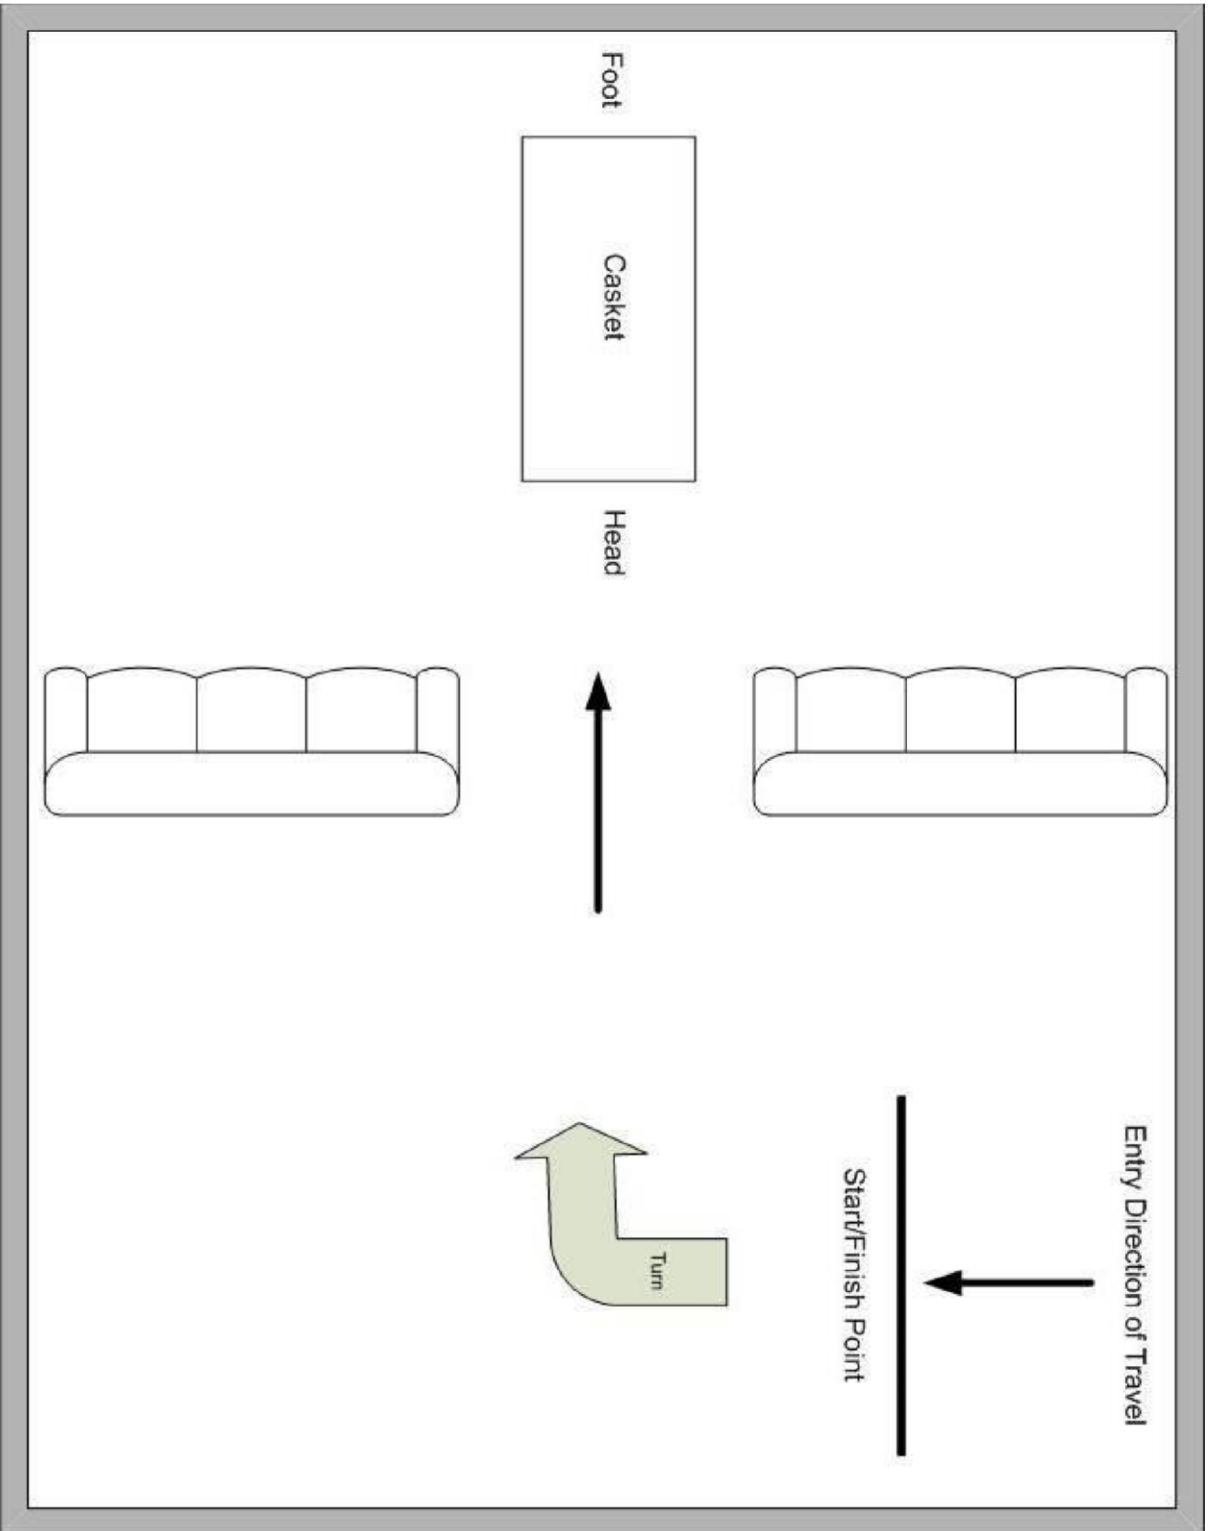 Entry Direction of Travel
Start/Finish Point
Turn
Foot
Casket
Head